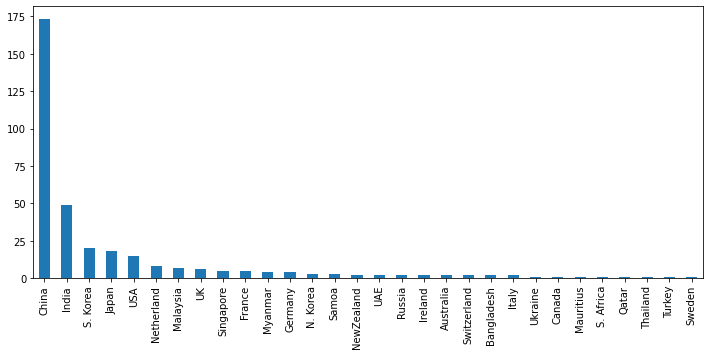 175
150
125
100
75
50
25
0
China
India
S. Korea
Japan
USA
Netherland
Malaysia
UK
Singapore
France
Myanmar
Germany
N. Korea
Samoa
NewZealand
UAE
Russia
Ireland
Australia
Switzerland
Bangladesh
Italy
Ukraine
Canada
Mauritius
S. Africa
Qatar
Thailand
Turkey
Sweden